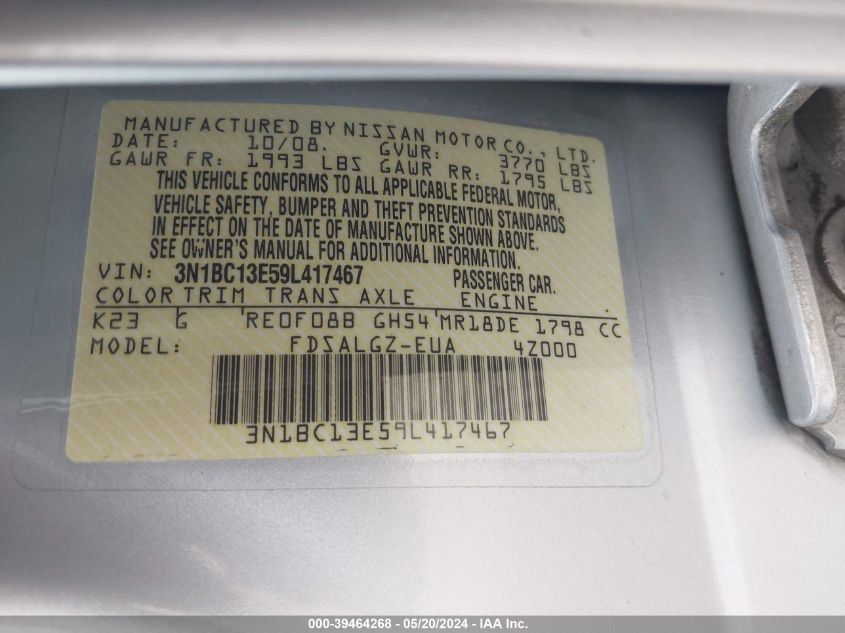 MANUFACTURED BY NISSAN MOTOR CO., LTD.
DATE: 10/08. GVWR: 3770 LBS
GAWR FR: 1993 LBS GAWR RR: 1795 LBS
THIS VEHICLE CONFORMS TO ALL APPLICABLE FEDERAL MOTOR,
VEHICLE SAFETY, BUMPER AND THEFT PREVENTION STANDARDS
IN EFFECT ON THE DATE OF MANUFACTURE SHOWN ABOVE.
SEE OWNER'S MANUAL FOR ADDITIONAL INFORMATION.
VIN: 3N1BC13E59L417467 PASSENGER CAR.
COLOR TRIM TRANS AXLE ENGINE
K23 G RE0F08B GH54 MR18DE 1798 CC
MODEL: FDSALGZ-EUA 4Z000
3N1BC13E59L417467
000-39464268 - 05/20/2024 - IAA Inc.